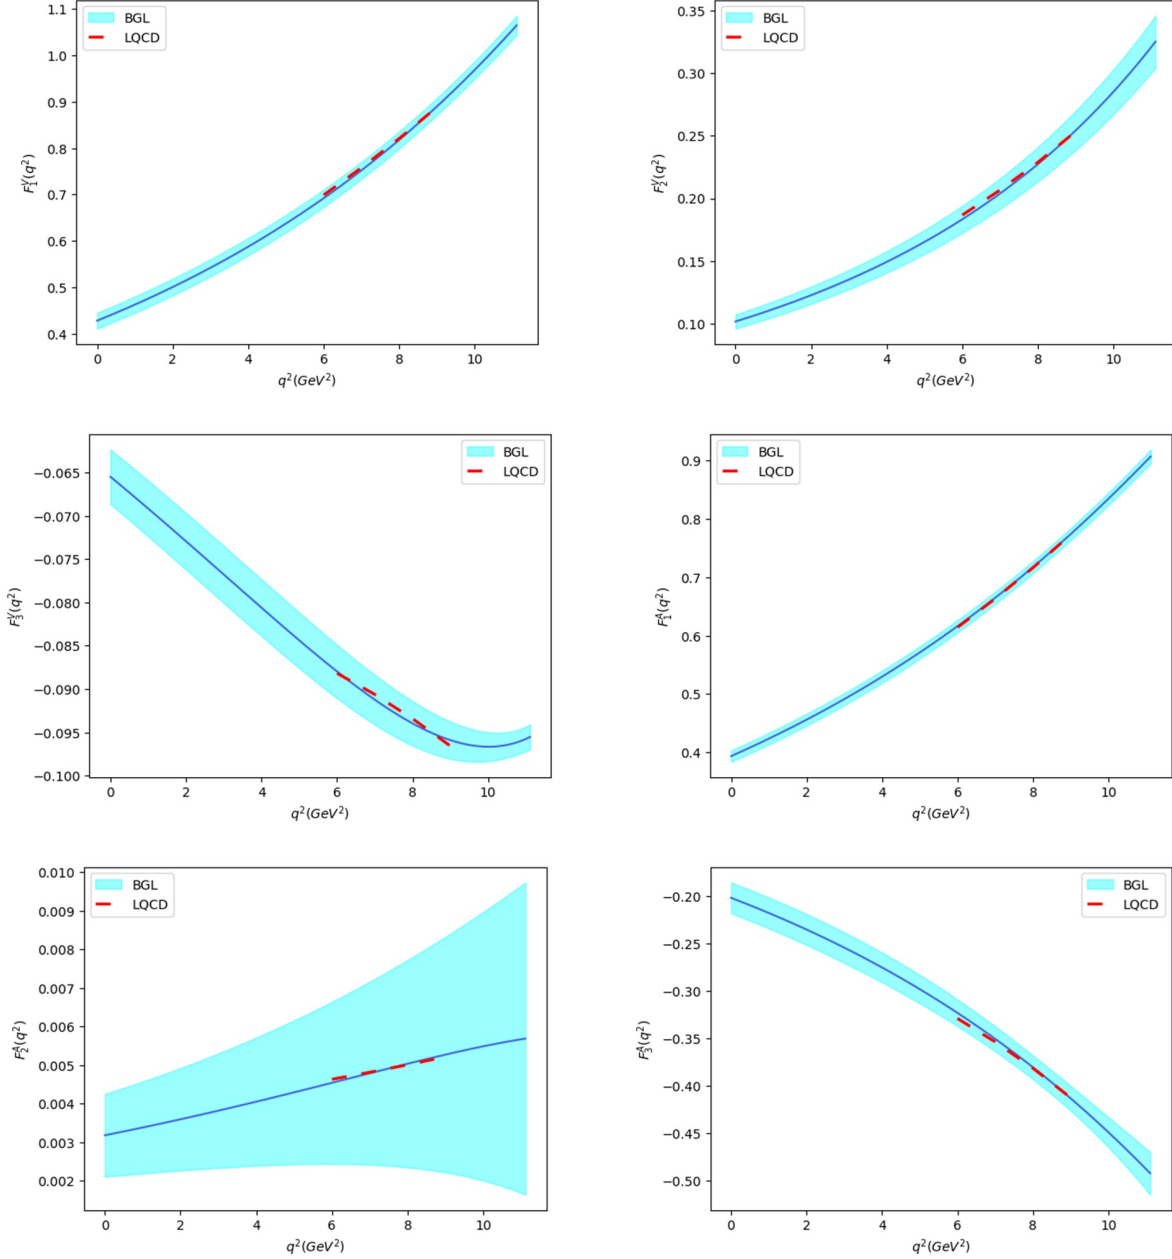 1.1
1.0
0.9
0.8
0.7
0.6
0.5
0.4
F₁ⱽ(q²)
BGL
LQCD
0 2 4 6 8 10
q²(GeV²)
0.35
0.30
0.25
0.20
0.15
0.10
F₂ⱽ(q²)
BGL
LQCD
0 2 4 6 8 10
q²(GeV²)
−0.065
−0.070
−0.075
−0.080
−0.085
−0.090
−0.095
−0.100
F₃ⱽ(q²)
BGL
LQCD
0 2 4 6 8 10
q²(GeV²)
0.9
0.8
0.7
0.6
0.5
0.4
F₁ᴬ(q²)
BGL
LQCD
0 2 4 6 8 10
q²(GeV²)
0.010
0.009
0.008
0.007
0.006
0.005
0.004
0.003
0.002
F₂ᴬ(q²)
BGL
LQCD
0 2 4 6 8 10
q²(GeV²)
−0.20
−0.25
−0.30
−0.35
−0.40
−0.45
−0.50
F₃ᴬ(q²)
BGL
LQCD
0 2 4 6 8 10
q²(GeV²)